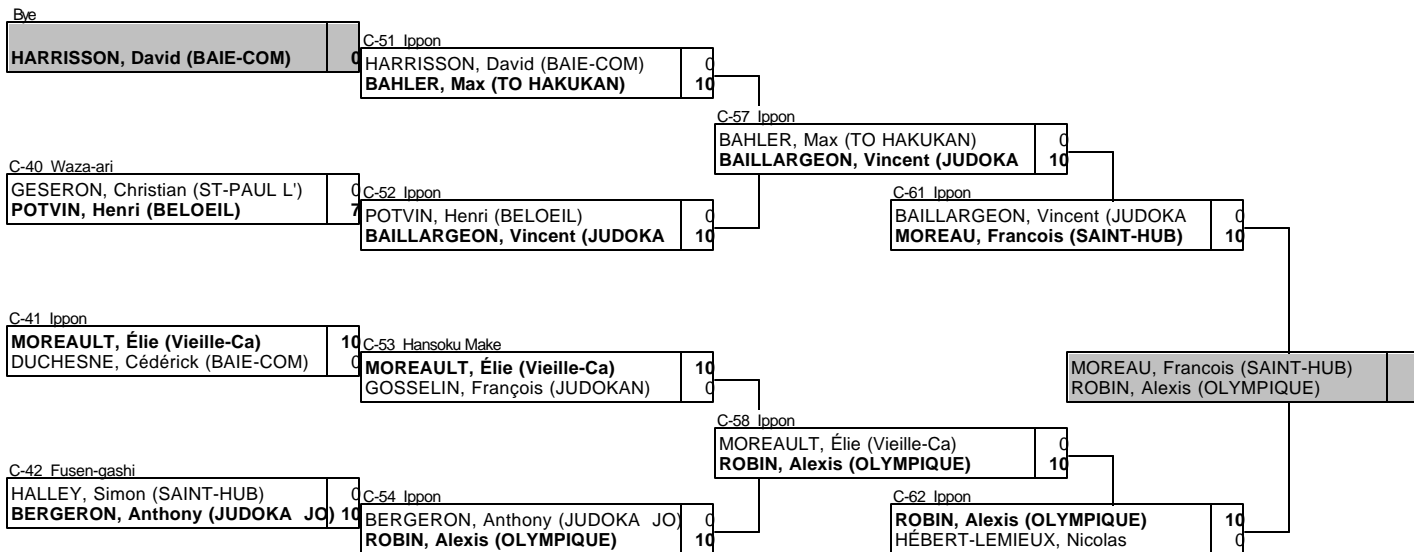 Bye
HARRISSON, David (BAIE-COM) 0
C-51 Ippon
HARRISSON, David (BAIE-COM) 0
BAHLER, Max (TO HAKUKAN) 10
C-57 Ippon
BAHLER, Max (TO HAKUKAN) 0
BAILLARGEON, Vincent (JUDOKA 10
C-40 Waza-ari
GESERON, Christian (ST-PAUL L') 0
POTVIN, Henri (BELOEIL) 7
C-52 Ippon
POTVIN, Henri (BELOEIL) 0
BAILLARGEON, Vincent (JUDOKA 10
C-61 Ippon
BAILLARGEON, Vincent (JUDOKA 0
MOREAU, Francois (SAINT-HUB) 10
C-41 Ippon
MOREAULT, Élie (Vieille-Ca) 10
DUCHESNE, Cédérick (BAIE-COM) 0
C-53 Hansoku Make
MOREAULT, Élie (Vieille-Ca) 10
GOSSELIN, François (JUDOKAN) 0
MOREAU, Francois (SAINT-HUB)
ROBIN, Alexis (OLYMPIQUE)
C-58 Ippon
MOREAULT, Élie (Vieille-Ca) 0
ROBIN, Alexis (OLYMPIQUE) 10
C-42 Fusen-gashi
HALLEY, Simon (SAINT-HUB) 0
BERGERON, Anthony (JUDOKA JO) 10
C-54 Ippon
BERGERON, Anthony (JUDOKA JO) 0
ROBIN, Alexis (OLYMPIQUE) 10
C-62 Ippon
ROBIN, Alexis (OLYMPIQUE) 10
HÉBERT-LEMIEUX, Nicolas 0